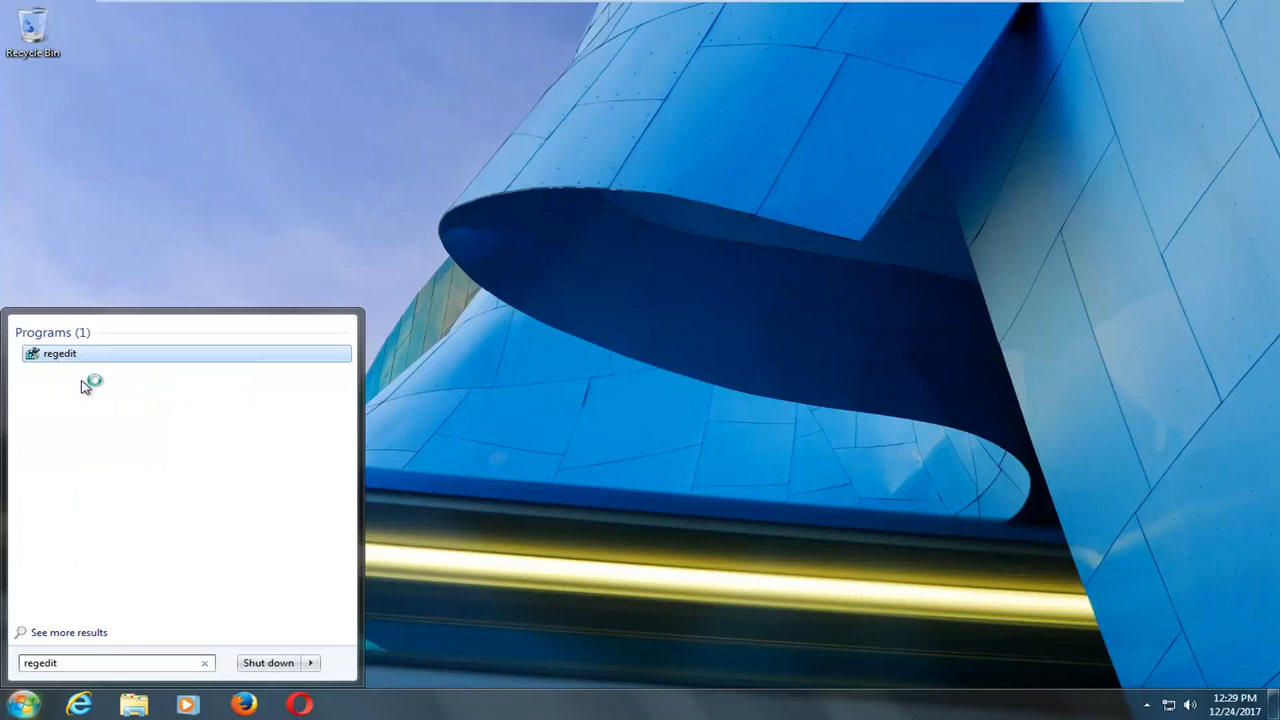 Recycle Bin
Programs (1)
regedit
See more results
regedit
Shut down
12:29 PM
12/24/2017